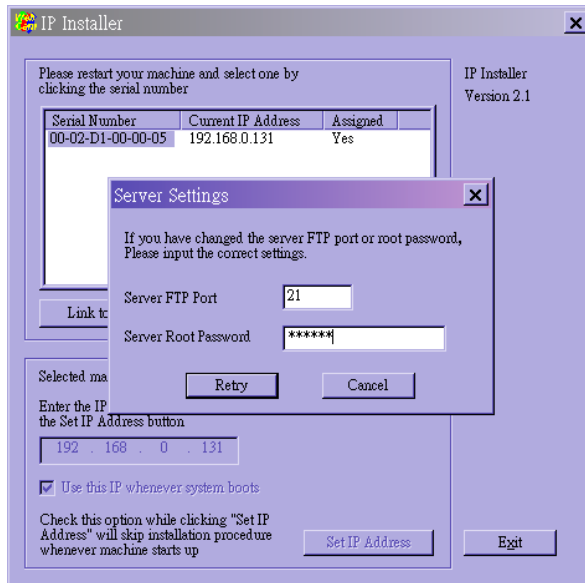 IP Installer
Please restart your machine and select one by
clicking the serial number
IP Installer
Version 2.1
Serial Number Current IP Address Assigned
00-02-D1-00-00-05 192.168.0.131 Yes
Server Settings
If you have changed the server FTP port or root password,
Please input the correct settings.
Server FTP Port 21
Server Root Password ******
Retry Cancel
Link to
Selected ma
Enter the IP
the Set IP Address button
192 . 168 . 0 . 131
Use this IP whenever system boots
Check this option while clicking "Set IP
Address" will skip installation procedure
whenever machine starts up
Set IP Address
Exit